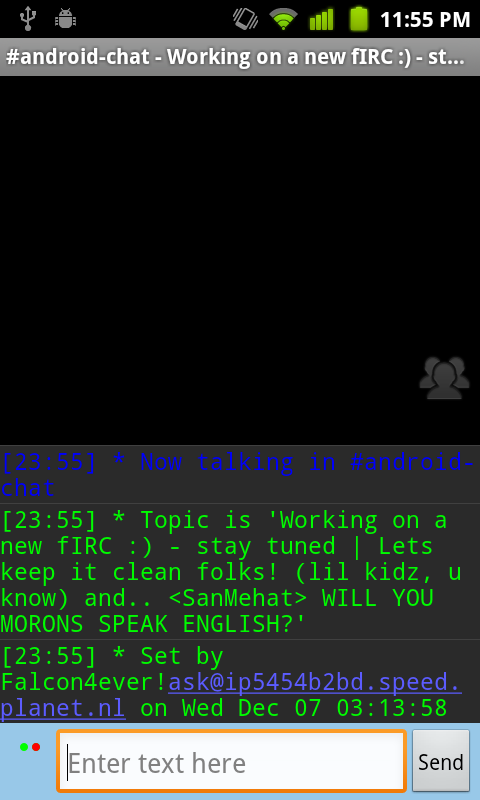 11:55 PM
#android-chat - Working on a new fIRC :) - st...
[23:55] * Now talking in #android-
chat
[23:55] * Topic is 'Working on a
new fIRC :) - stay tuned | Lets
keep it clean folks! (lil kidz, u
know) and.. <SanMehat> WILL YOU
MORONS SPEAK ENGLISH?'
[23:55] * Set by
Falcon4ever!ask@ip5454b2bd.speed.
planet.nl on Wed Dec 07 03:13:58
Enter text here
Send